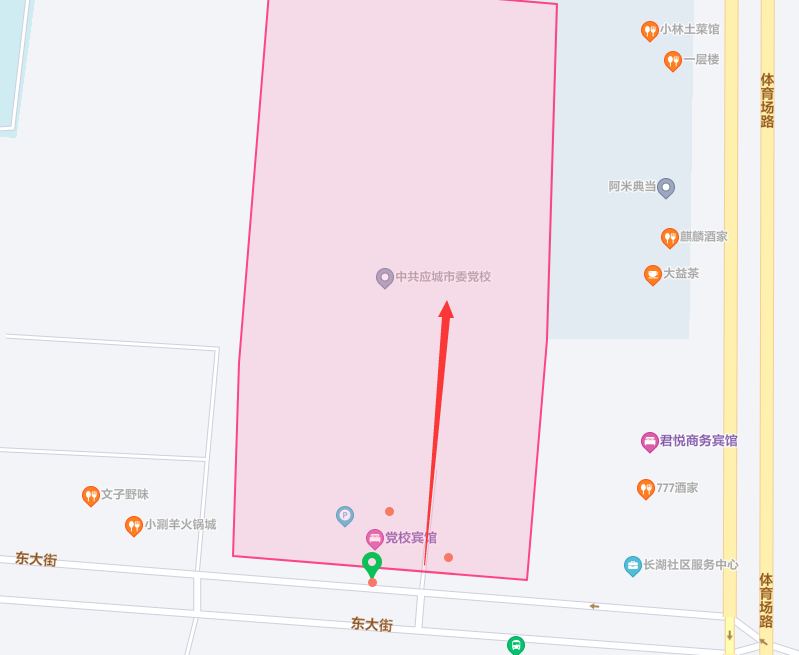 小林土菜馆
一层楼
体育场路
阿米典当
麒麟酒家
大益茶
中共应城市委党校
君悦商务宾馆
777酒家
文子野味
P
小测羊火锅城
党校宾馆
东大街
长湖社区服务中心
体育场路
东大街